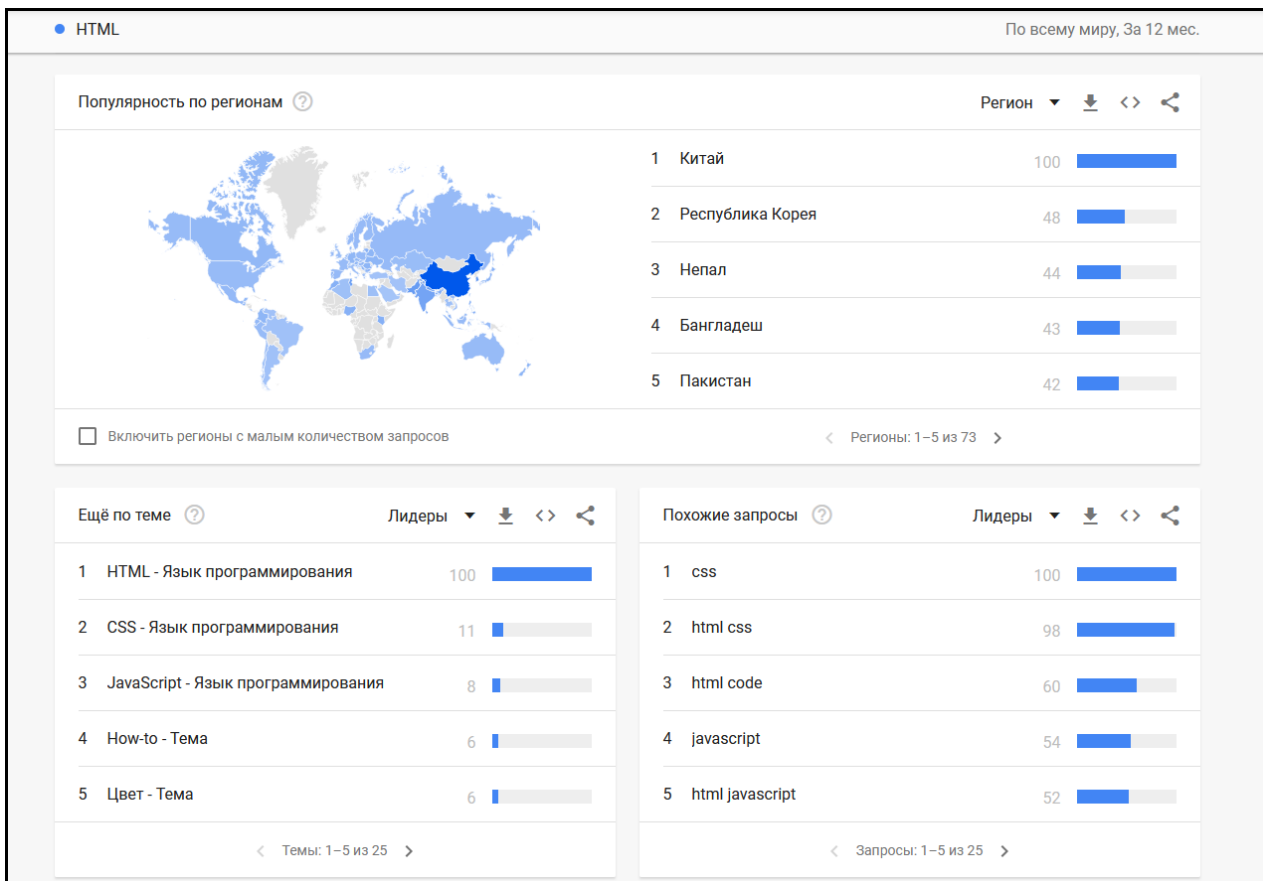 HTML
По всему миру, За 12 мес.
Популярность по регионам
Регион
1 Китай 100
2 Республика Корея 48
3 Непал 44
4 Бангладеш 43
5 Пакистан 42
Включить регионы с малым количеством запросов
Регионы: 1–5 из 73
Ещё по теме
Лидеры
1 HTML - Язык программирования 100
2 CSS - Язык программирования 11
3 JavaScript - Язык программирования 8
4 How-to - Тема 6
5 Цвет - Тема 6
Темы: 1–5 из 25
Похожие запросы
Лидеры
1 css 100
2 html css 98
3 html code 60
4 javascript 54
5 html javascript 52
Запросы: 1–5 из 25